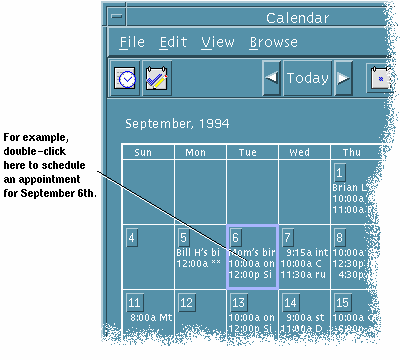 Calendar
File Edit View Browse
Today
September, 1994
For example,
double-click
here to schedule
an appointment
for September 6th.
Sun Mon Tue Wed Thu
1
Brian L's
10:00a
11:00a
4 5 6 7 8
Bill H's bi Mom's bir 9:15a int 10:00a
12:00a ** 10:00a on 10:00a C 12:30p
12:00p Si 11:30a ru 4:30p
11 12 13 14 15
8:00a Mt 10:00a on 9:00a st 10:00a
12:00p Si 11:00a D